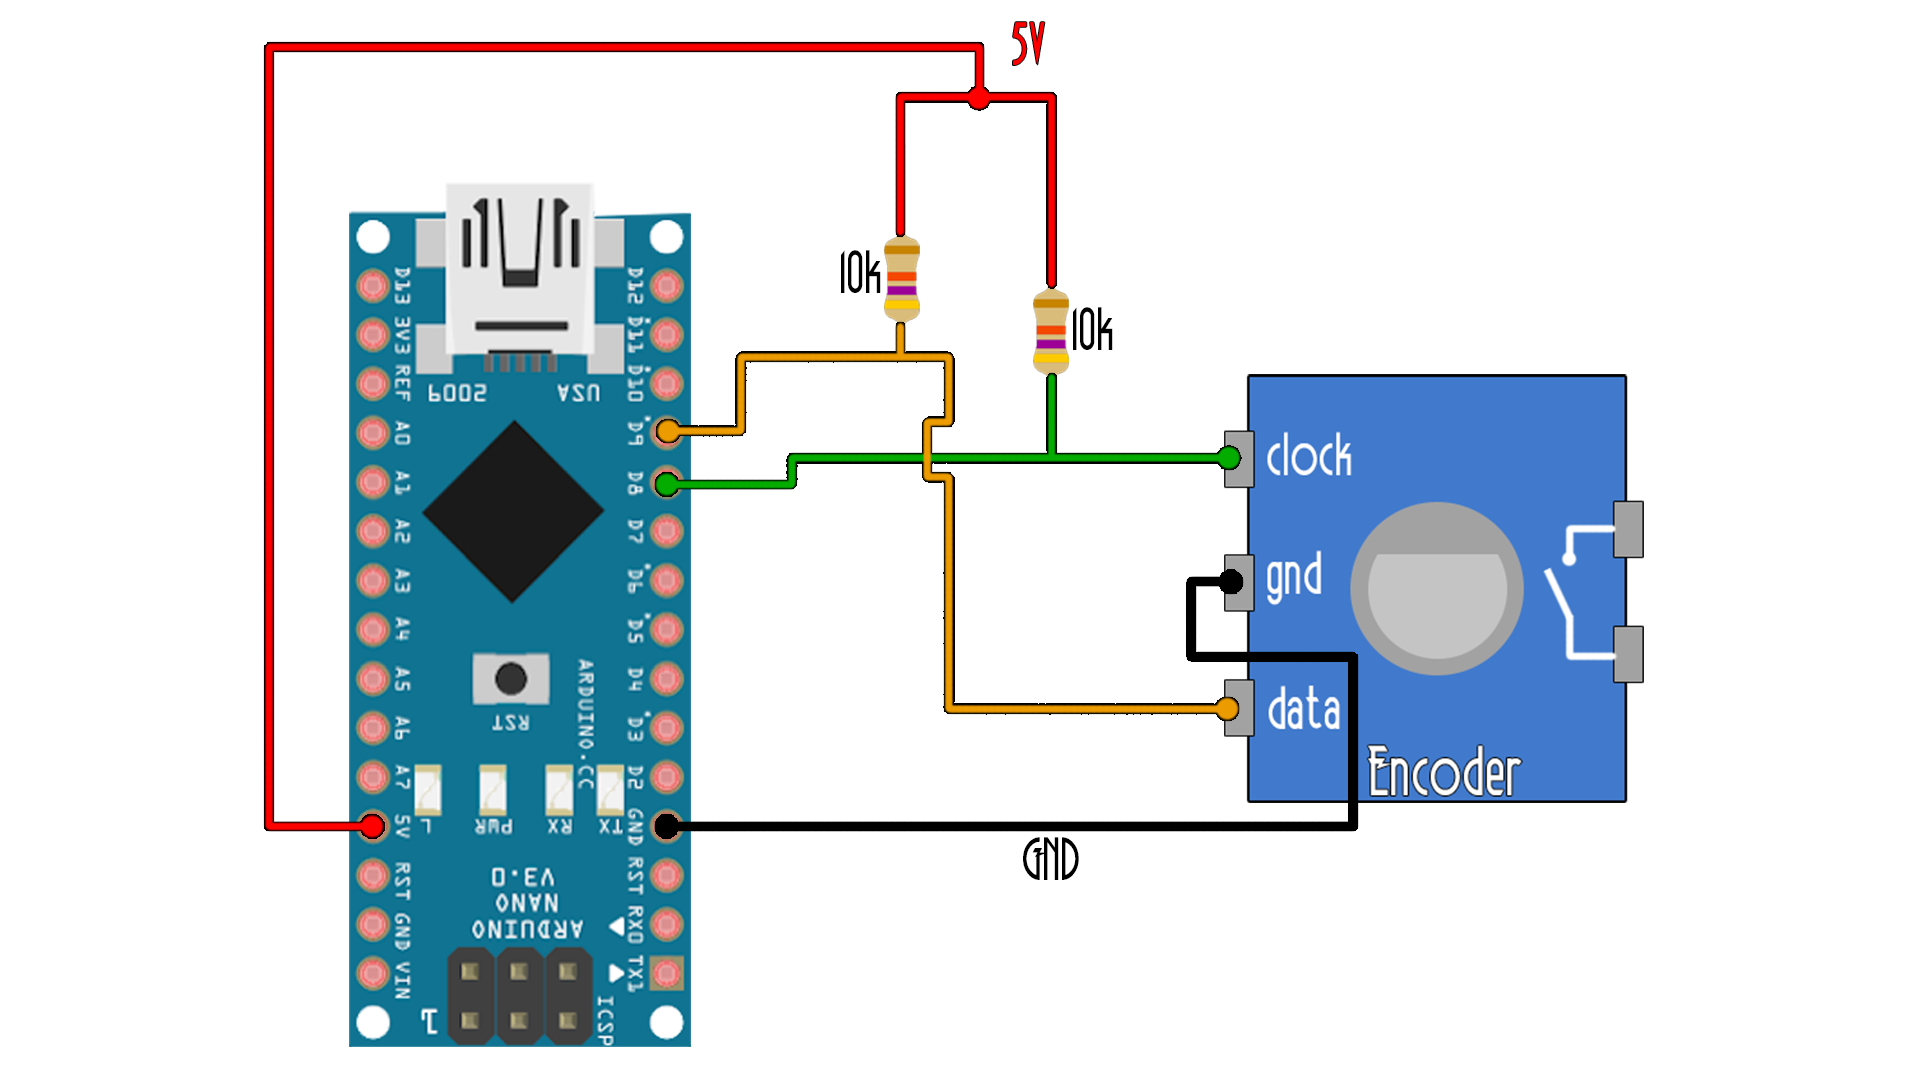 5V
10k
10k
D13
3V3
REF
A0
A1
A2
A3
A4
A5
A6
A7
5V
RST
GND
VIN
D12
D11
D10
D9
D8
D7
D6
D5
D4
D3
D2
GND
RST
RX0
TX1
USA
2009
RST
ARDUINO.CC
TX
RX
PWR
L
ARDUINO
NANO
V3.0
ICSP
1
clock
gnd
data
Encoder
GND